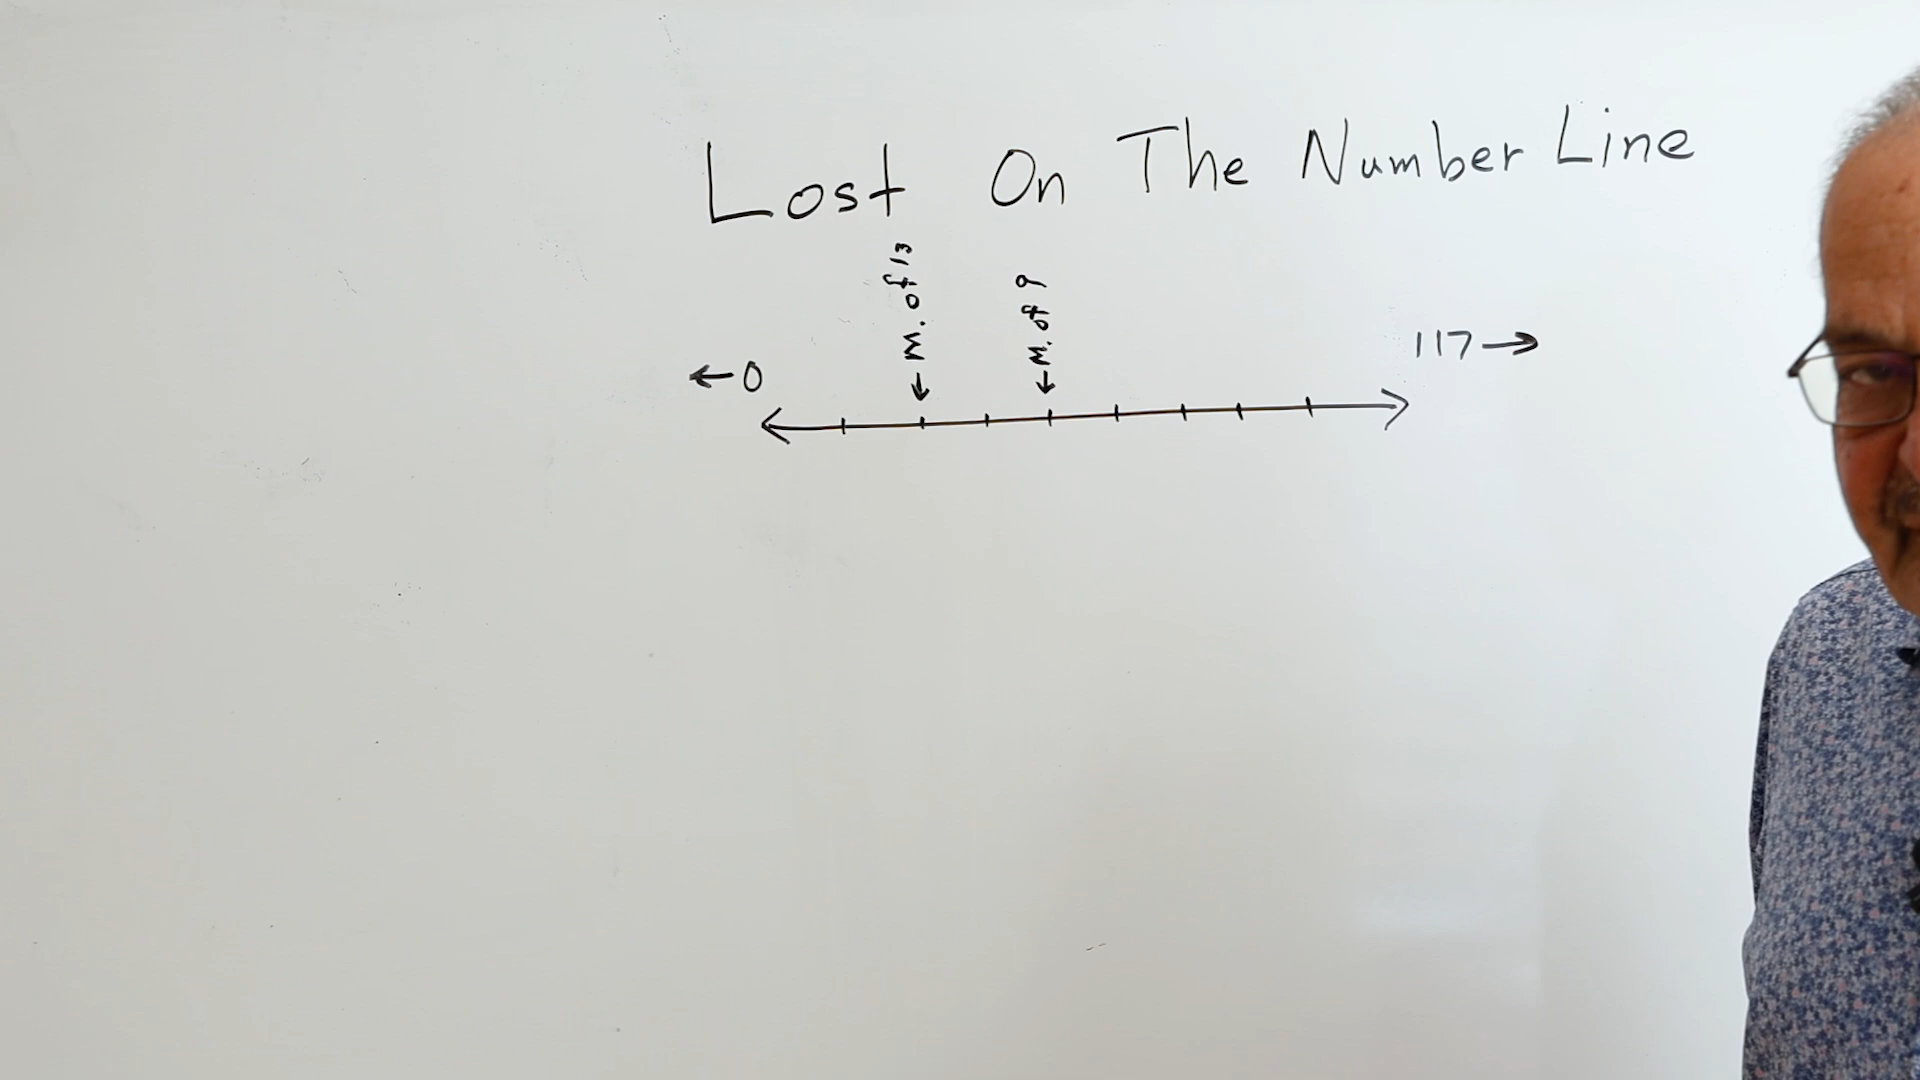 Lost On The Number Line
← M. of 13
← M. of 9
← 0
117 →